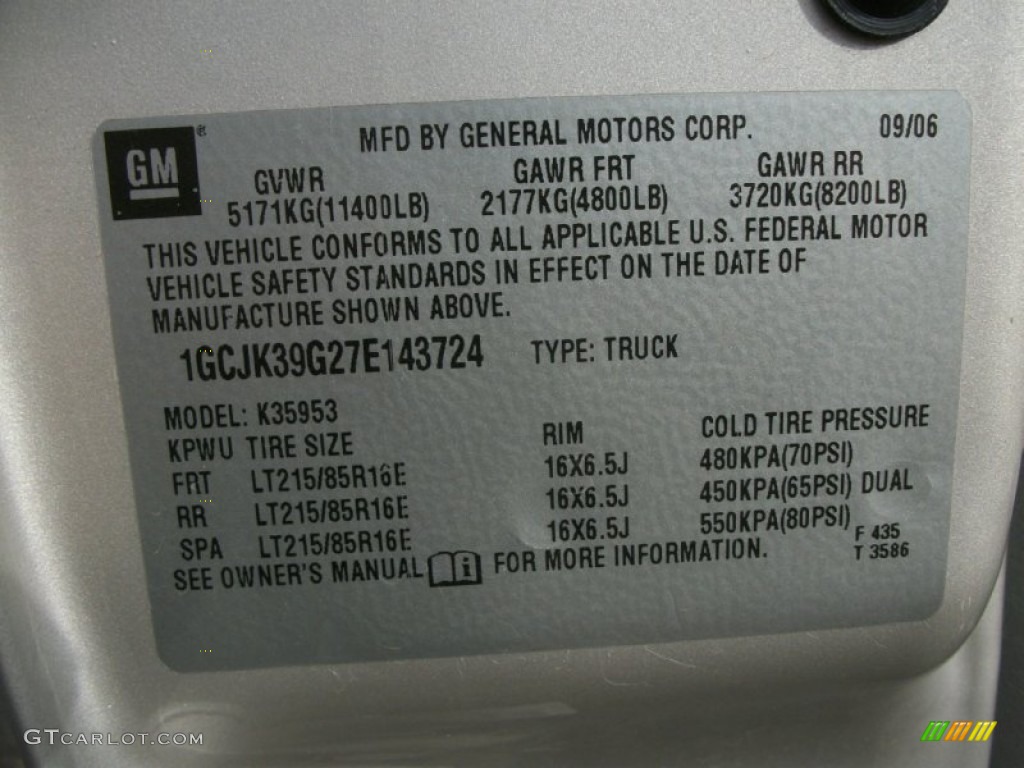 GM ® MFD BY GENERAL MOTORS CORP. 09/06
GVWR GAWR FRT GAWR RR
5171KG(11400LB) 2177KG(4800LB) 3720KG(8200LB)
THIS VEHICLE CONFORMS TO ALL APPLICABLE U.S. FEDERAL MOTOR
VEHICLE SAFETY STANDARDS IN EFFECT ON THE DATE OF
MANUFACTURE SHOWN ABOVE.
1GCJK39G27E143724 TYPE: TRUCK
MODEL: K35953
KPWU TIRE SIZE RIM COLD TIRE PRESSURE
FRT LT215/85R16E 16X6.5J 480KPA(70PSI)
RR LT215/85R16E 16X6.5J 450KPA(65PSI) DUAL
SPA LT215/85R16E 16X6.5J 550KPA(80PSI) F 435
SEE OWNER'S MANUAL i FOR MORE INFORMATION. T 3586
GTCARLOT.COM